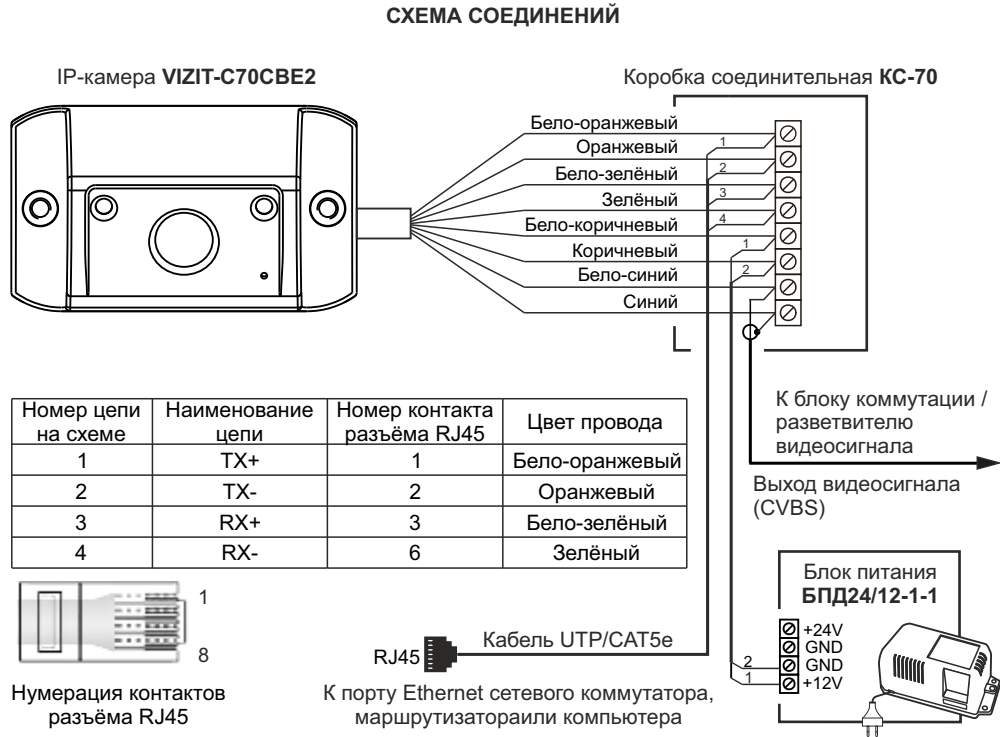 СХЕМА СОЕДИНЕНИЙ
IP-камера VIZIT-C70CBE2
Коробка соединительная КС-70
Бело-оранжевый
Оранжевый
Бело-зелёный
Зелёный
Бело-коричневый
Коричневый
Бело-синий
Синий
1
2
3
4
1
2
К блоку коммутации /
разветвителю
видеосигнала
Выход видеосигнала
(CVBS)
Номер цепи на схеме Наименование цепи Номер контакта разъёма RJ45 Цвет провода
1 TX+ 1 Бело-оранжевый
2 TX- 2 Оранжевый
3 RX+ 3 Бело-зелёный
4 RX- 6 Зелёный
1
8
Нумерация контактов
разъёма RJ45
RJ45
Кабель UTP/CAT5e
К порту Ethernet сетевого коммутатора,
маршрутизатораили компьютера
Блок питания
БПД24/12-1-1
+24V
GND
2 GND
1 +12V